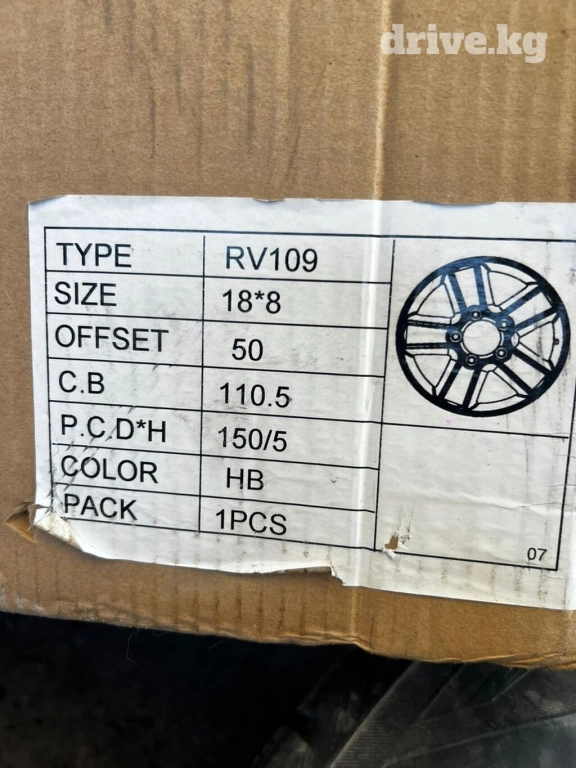 drive.kg
TYPE RV109
SIZE 18*8
OFFSET 50
C.B 110.5
P.C.D*H 150/5
COLOR HB
PACK 1PCS
07